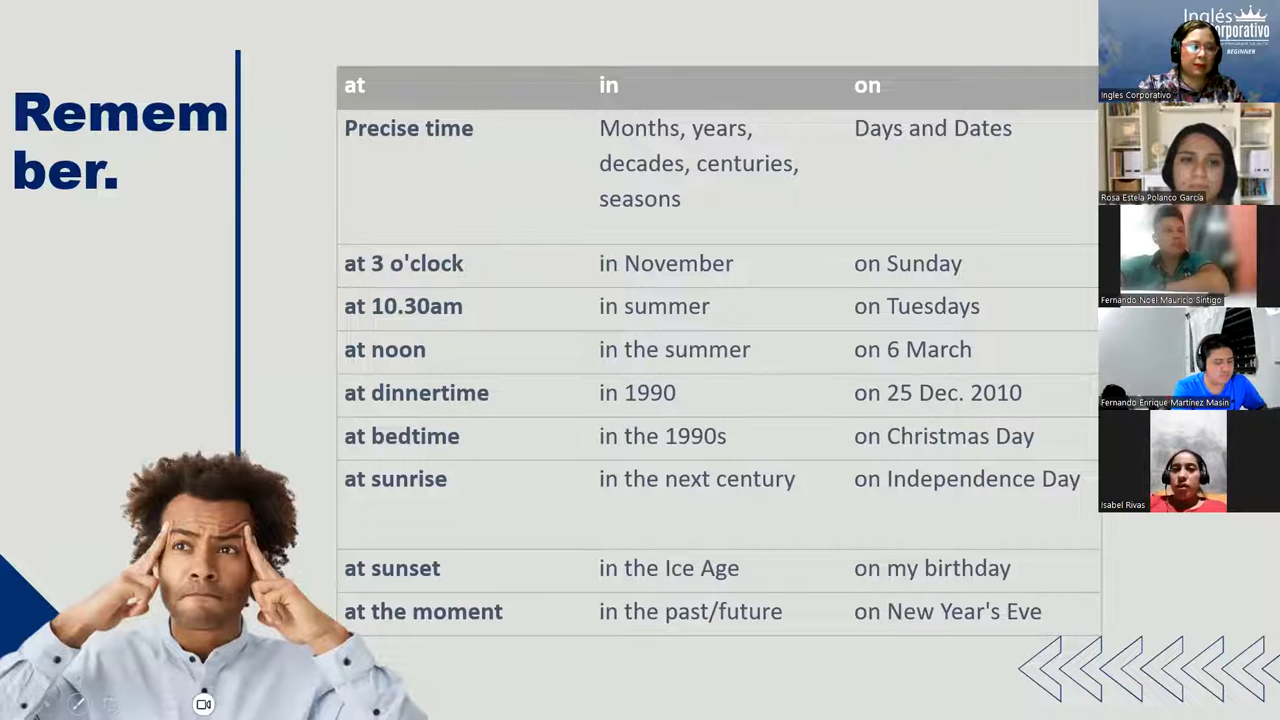 Remem
ber.
at in on
Precise time Months, years, Days and Dates
decades, centuries,
seasons
at 3 o'clock in November on Sunday
at 10.30am in summer on Tuesdays
at noon in the summer on 6 March
at dinnertime in 1990 on 25 Dec. 2010
at bedtime in the 1990s on Christmas Day
at sunrise in the next century on Independence Day
at sunset in the Ice Age on my birthday
at the moment in the past/future on New Year's Eve
Inglés
orporativo
BEGINNER
Ingles Corporativo
Rosa Estela Polanco García
Fernando Noel Mauricio Sintigo
Fernando Enrique Martínez Masin
Isabel Rivas